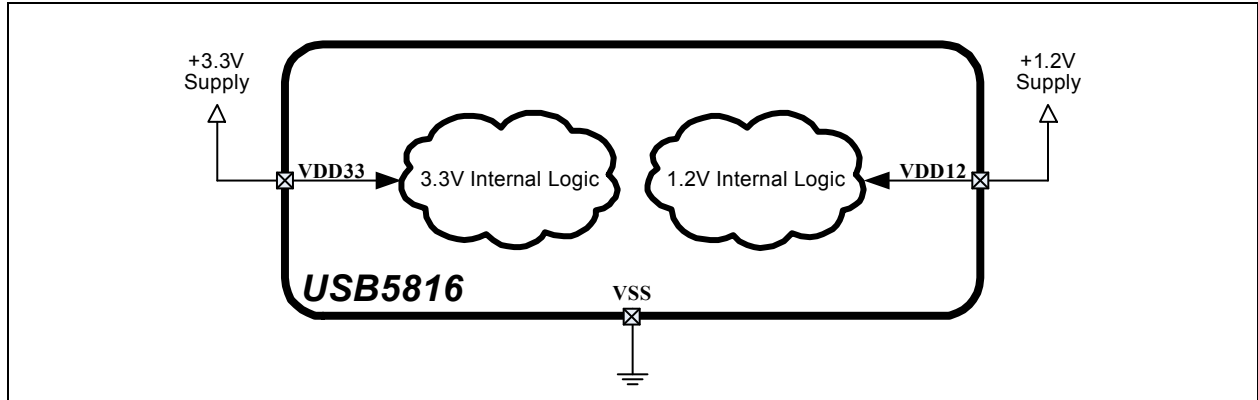 +3.3V
Supply
+1.2V
Supply
VDD33
3.3V Internal Logic
1.2V Internal Logic
VDD12
USB5816
VSS